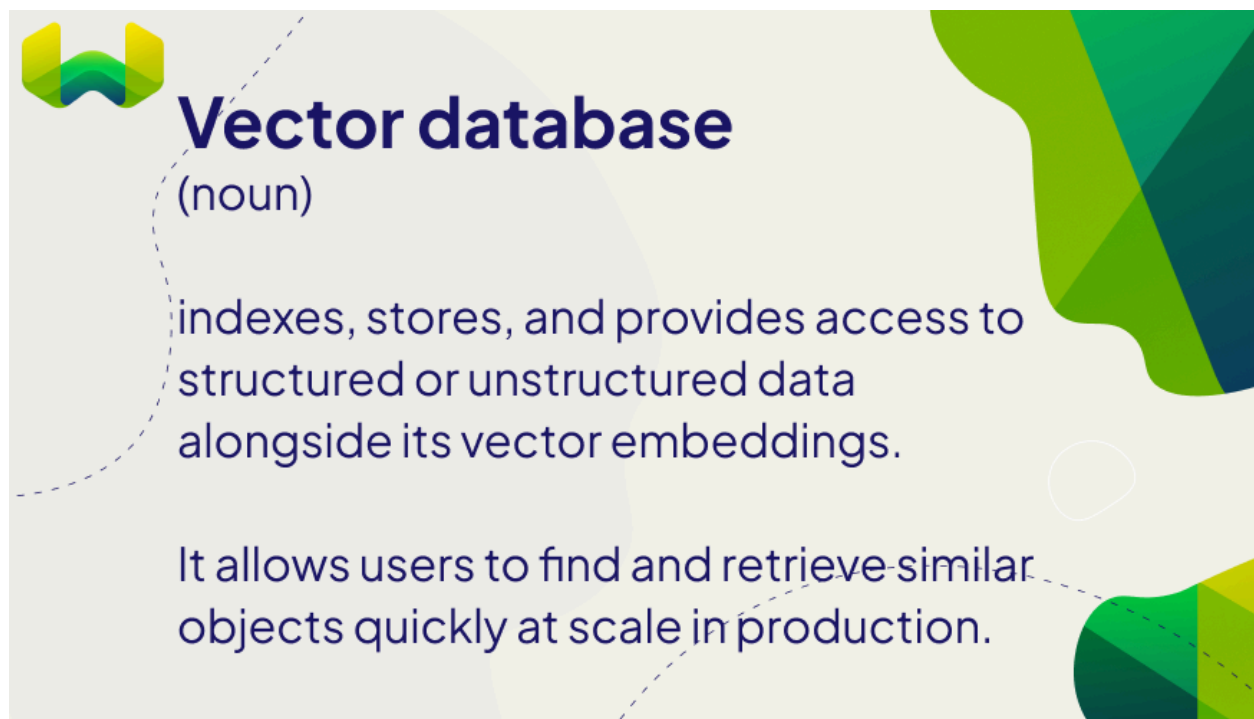 Vector database
(noun)
indexes, stores, and provides access to
structured or unstructured data
alongside its vector embeddings.
It allows users to find and retrieve similar
objects quickly at scale in production.